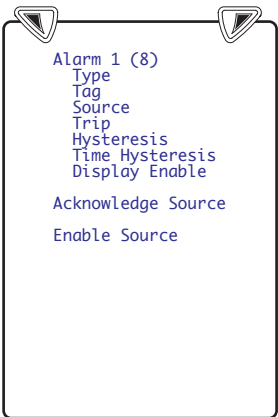 Alarm 1 (8)
Type
Tag
Source
Trip
Hysteresis
Time Hysteresis
Display Enable
Acknowledge Source
Enable Source